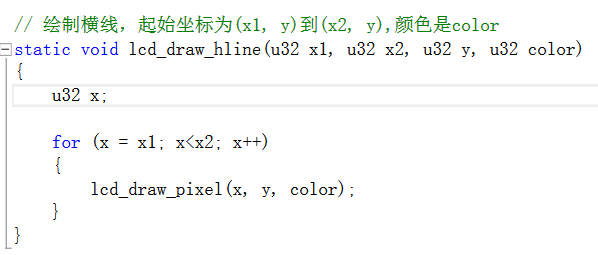 // 绘制横线，起始坐标为(x1, y)到(x2, y),颜色是color
static void lcd_draw_hline(u32 x1, u32 x2, u32 y, u32 color)
{
    u32 x;
    for (x = x1; x<x2; x++)
    {
        lcd_draw_pixel(x, y, color);
    }
}